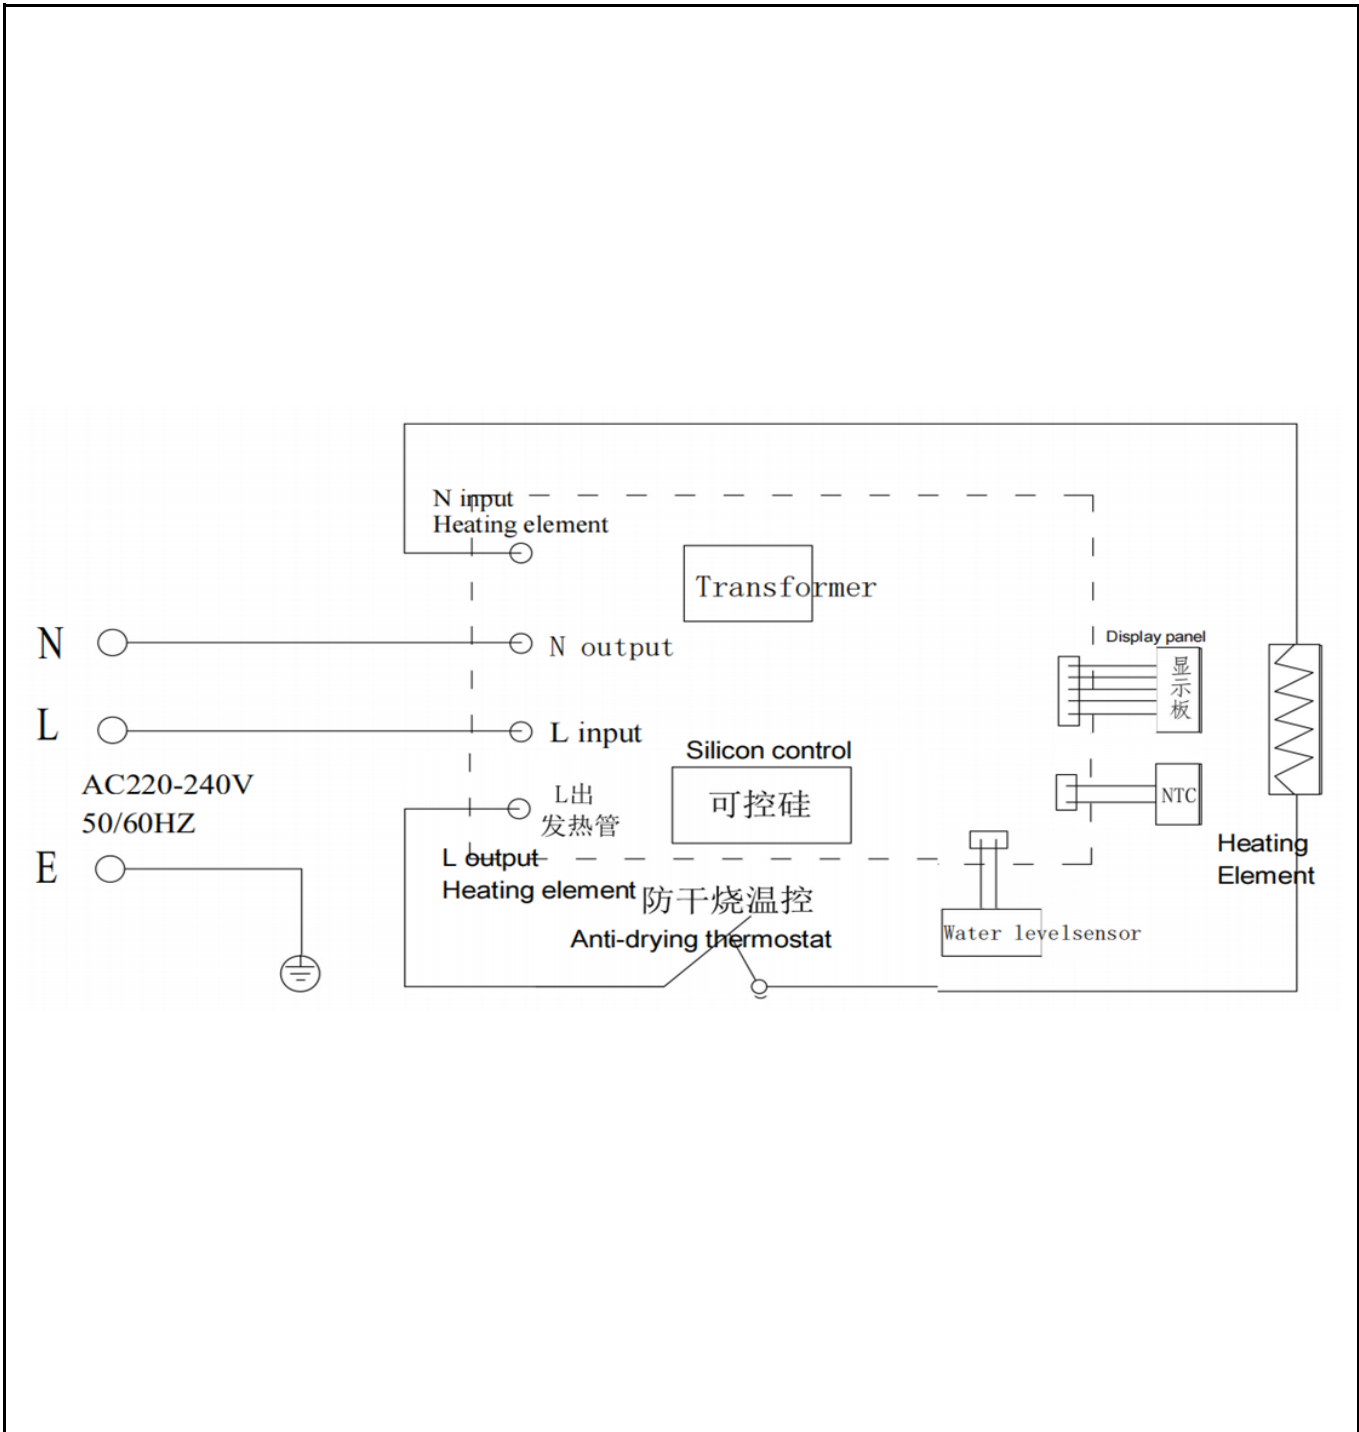 N input
Heating element
Transformer
N
N output
Display panel
显
示
板
L
L input
Silicon control
AC220-240V
50/60HZ
L出
发热管
可控硅
NTC
E
L output
Heating element
防干烧温控
Anti-drying thermostat
Water levelsensor
Heating
Element